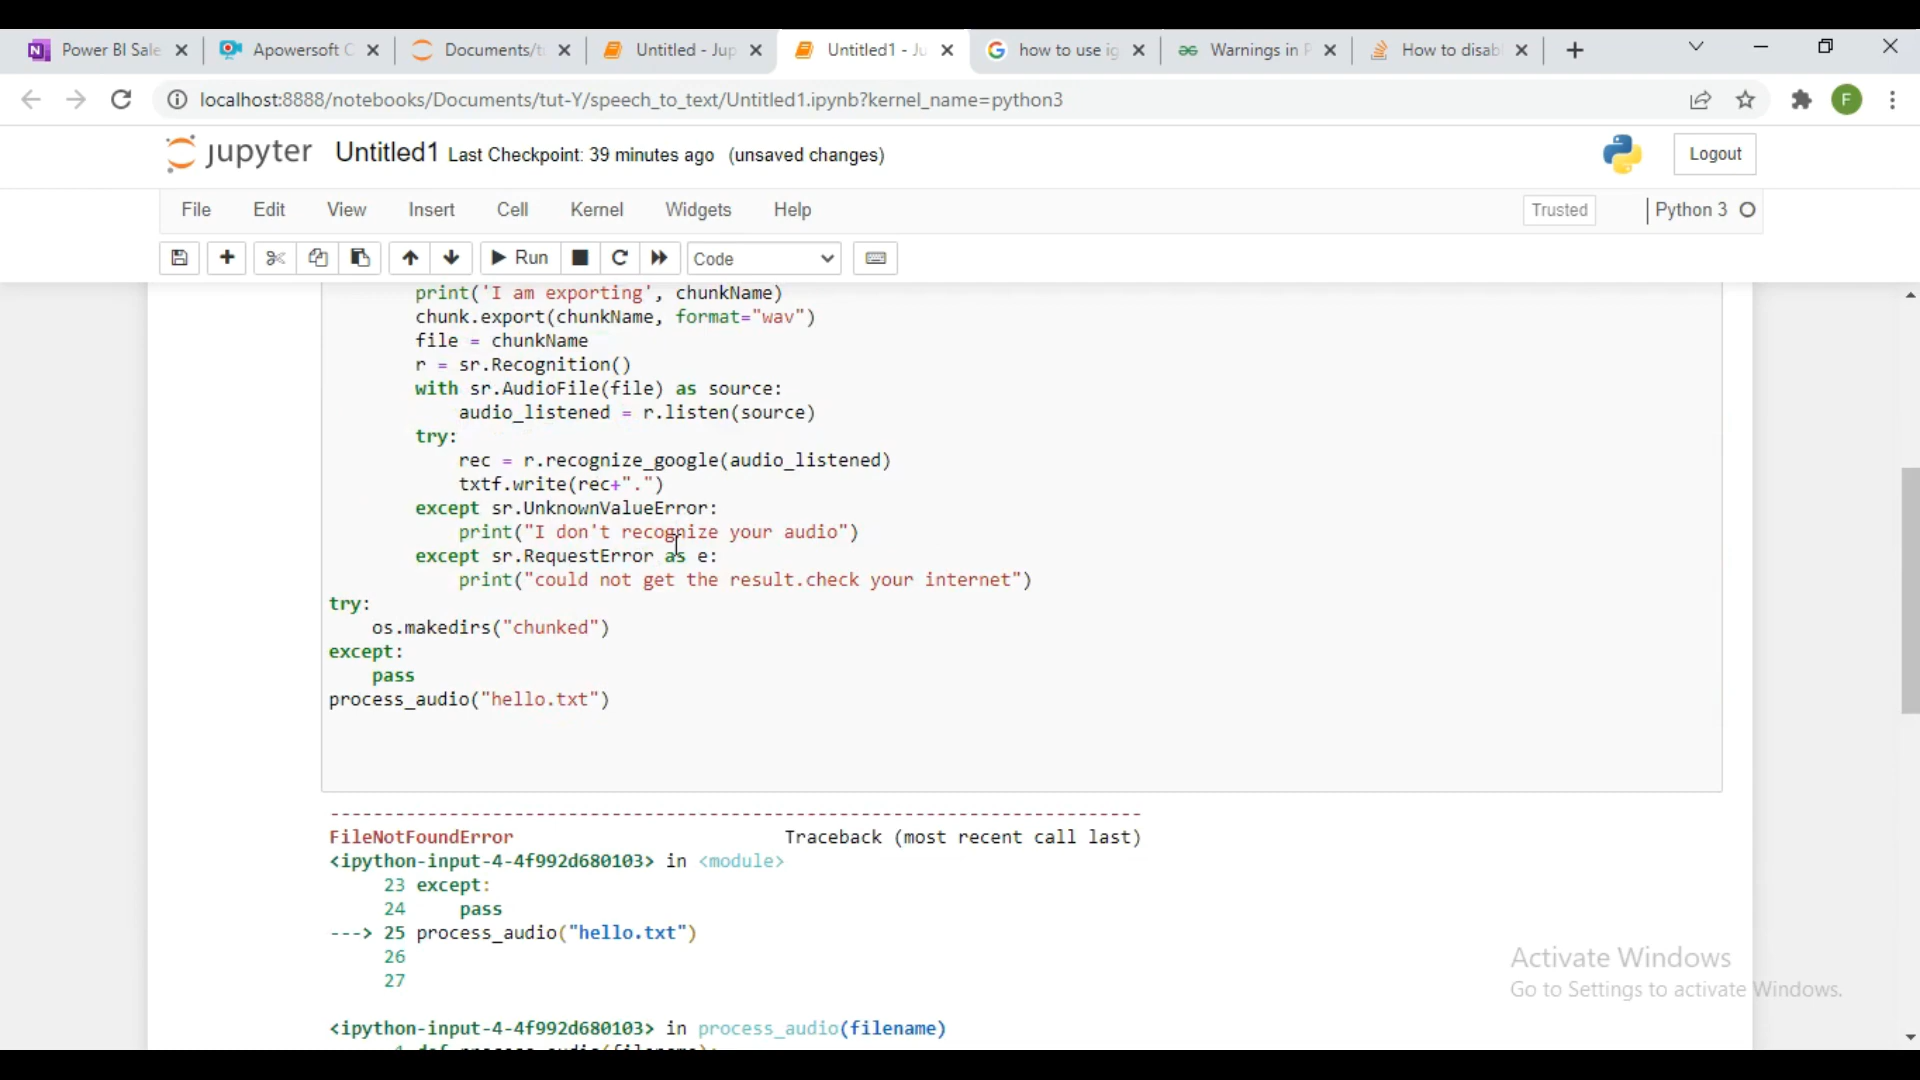 Power BI Sale
Apowersoft C
Documents/t
Untitled - Jup
Untitled1 - Ju
how to use ig
Warnings in P
How to disabl
localhost:8888/notebooks/Documents/tut-Y/speech_to_text/Untitled1.ipynb?kernel_name=python3
F
jupyter Untitled1 Last Checkpoint: 39 minutes ago (unsaved changes)
Logout
File Edit View Insert Cell Kernel Widgets Help
Trusted
Python 3
Run
Code
print('I am exporting', chunkName)
chunk.export(chunkName, format="wav")
file = chunkName
r = sr.Recognition()
with sr.AudioFile(file) as source:
audio_listened = r.listen(source)
try:
rec = r.recognize_google(audio_listened)
txtf.write(rec+".")
except sr.UnknownValueError:
print("I don't recognize your audio")
except sr.RequestError as e:
print("could not get the result.check your internet")
try:
os.makedirs("chunked")
except:
pass
process_audio("hello.txt")
---------------------------------------------------------------------------
FileNotFoundError Traceback (most recent call last)
<ipython-input-4-4f992d680103> in <module>
23 except:
24 pass
---> 25 process_audio("hello.txt")
26
27
<ipython-input-4-4f992d680103> in process_audio(filename)
Activate Windows
Go to Settings to activate Windows.